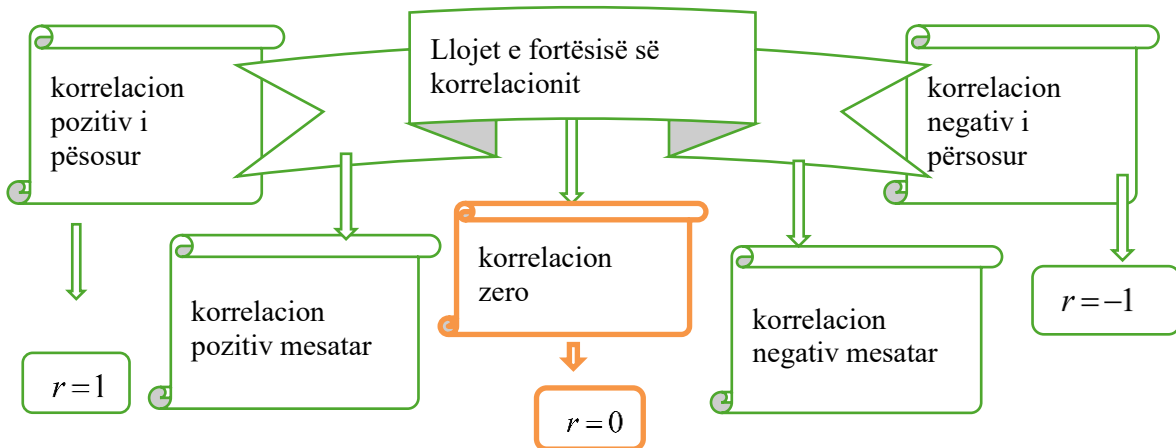 Llojet e fortësisë së
korrelacionit
korrelacion
pozitiv i
pësosur
korrelacion
negativ i
përsosur
korrelacion
pozitiv mesatar
korrelacion
zero
korrelacion
negativ mesatar
r = 1
r = 0
r = −1